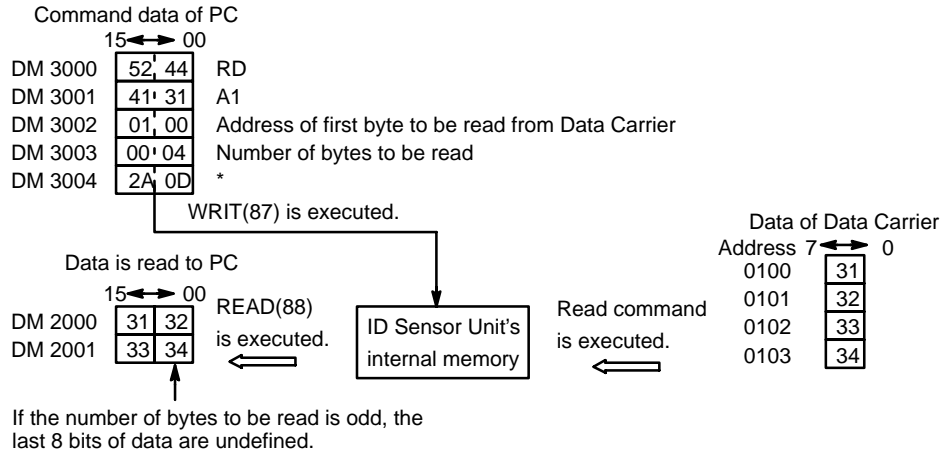 Command data of PC
15 00
DM 3000 52 44 RD
DM 3001 41 31 A1
DM 3002 01 00 Address of first byte to be read from Data Carrier
DM 3003 00 04 Number of bytes to be read
DM 3004 2A 0D *
WRIT(87) is executed.
Data of Data Carrier
Address 7 0
0100 31
0101 32
0102 33
0103 34
Data is read to PC
15 00
DM 2000 31 32
DM 2001 33 34
READ(88)
is executed.
ID Sensor Unit's
internal memory
Read command
is executed.
If the number of bytes to be read is odd, the
last 8 bits of data are undefined.